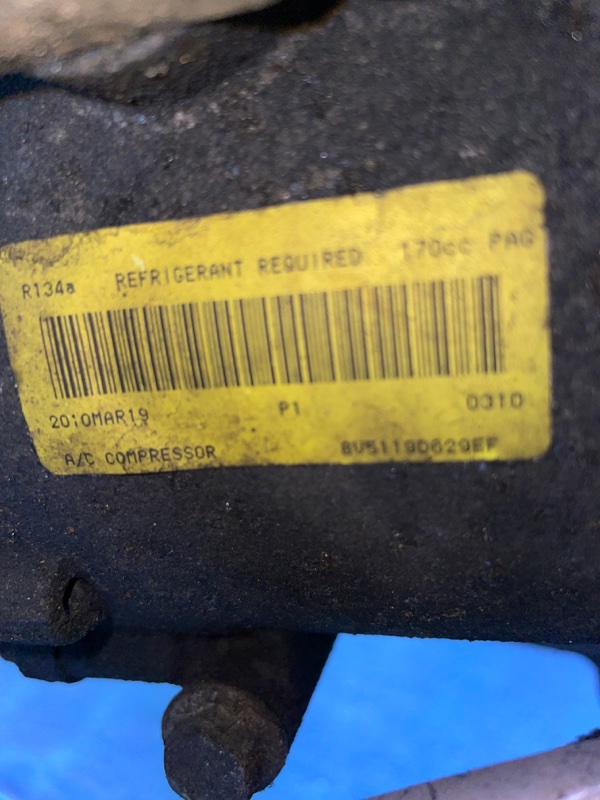 R134a REFRIGERANT REQUIRED 170cc PAG
2010MAR19 P1 0310
A/C COMPRESSOR 8V5119D629EF